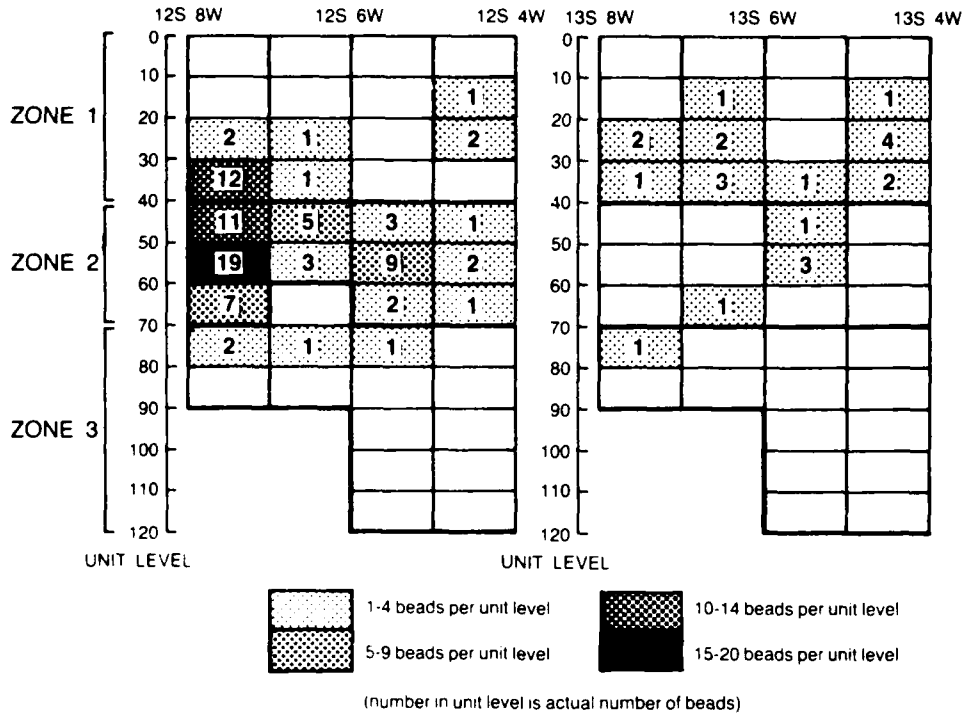 12S 8W 12S 6W 12S 4W 13S 8W 13S 6W 13S 4W
0 0
10 10
1 1 1
ZONE 1
20 20
2 1 2 2 2 4
30 30
12 1 1 3 1 2
40 40
11 5 3 1 1
50 50
ZONE 2
19 3 9 2 3
60 60
7 2 1 1
70 70
2 1 1 1
80 80
90 90
ZONE 3
100 100
110 110
120 120
UNIT LEVEL UNIT LEVEL
1-4 beads per unit level 10-14 beads per unit level
5-9 beads per unit level 15-20 beads per unit level
(number in unit level is actual number of beads)